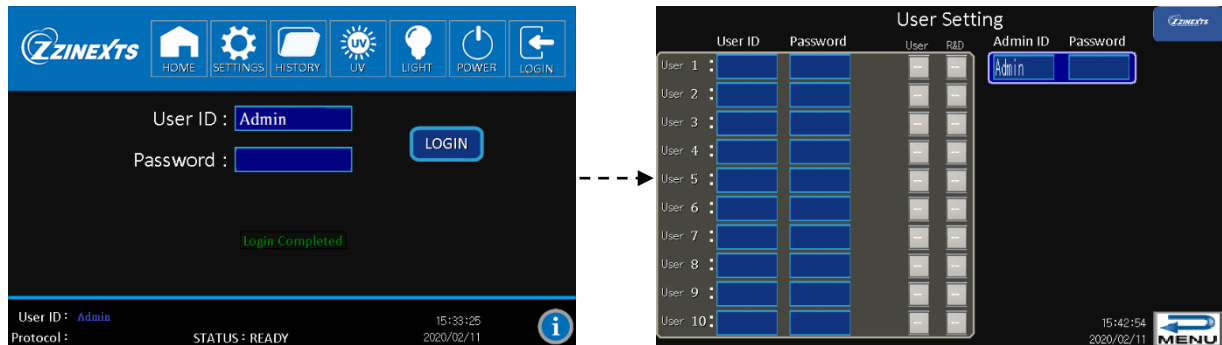 ZINEXTS
HOME SETTINGS HISTORY UV LIGHT POWER LOGIN
User ID : Admin
Password :
LOGIN
Login Completed
User ID : Admin
Protocol :
STATUS : READY
15:33:25
2020/02/11
i
User Setting
ZINEXTS
User ID Password User R&D Admin ID Password
User 1 : -- -- Admin
User 2 : -- --
User 3 : -- --
User 4 : -- --
User 5 : -- --
User 6 : -- --
User 7 : -- --
User 8 : -- --
User 9 : -- --
User 10: -- --
15:42:54
2020/02/11
MENU